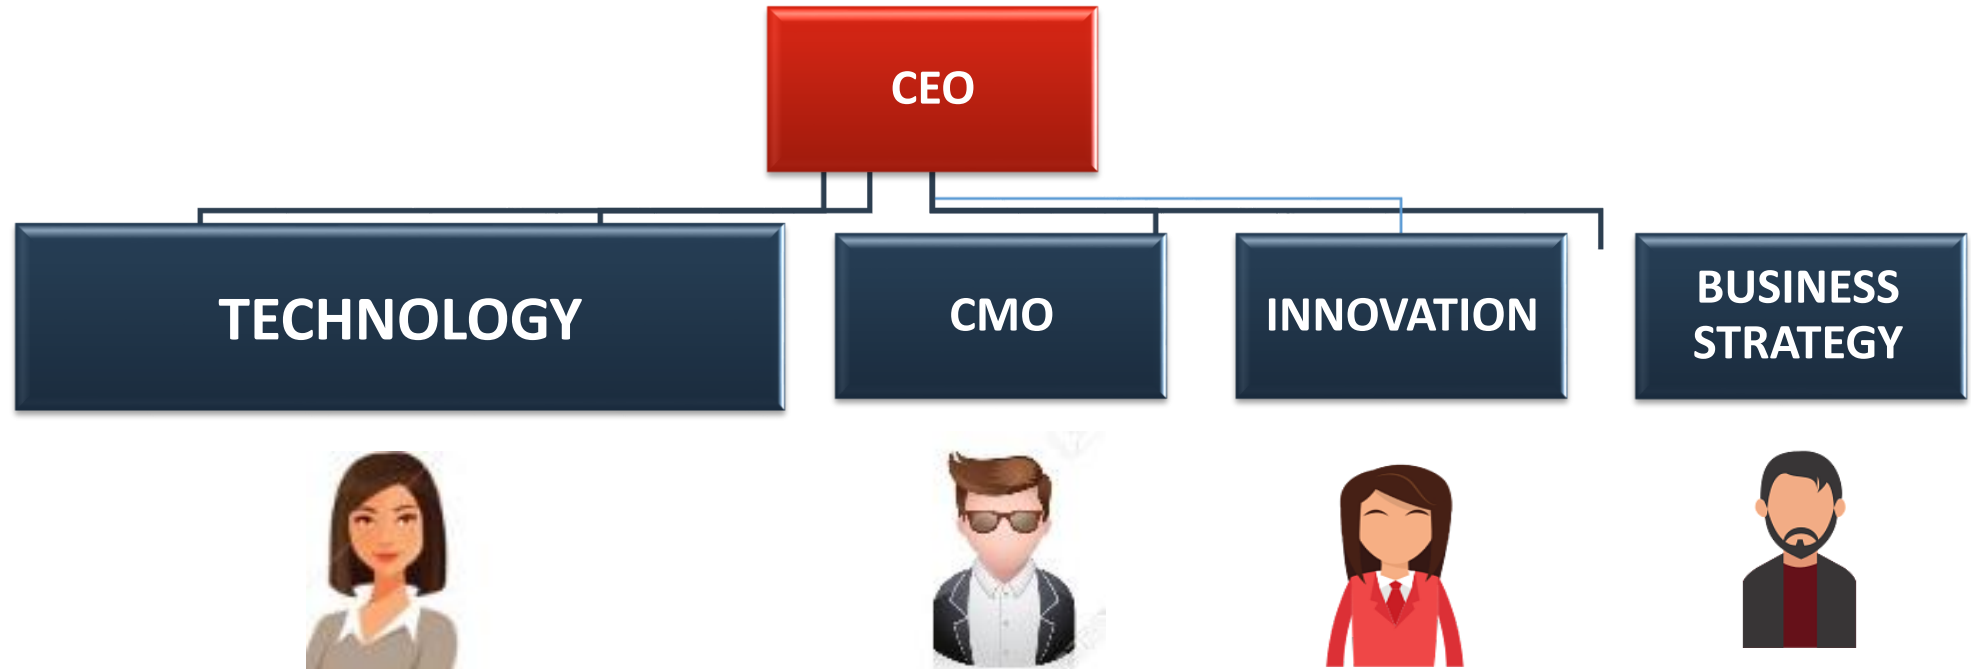 CEO
TECHNOLOGY
CMO
INNOVATION
BUSINESS
STRATEGY